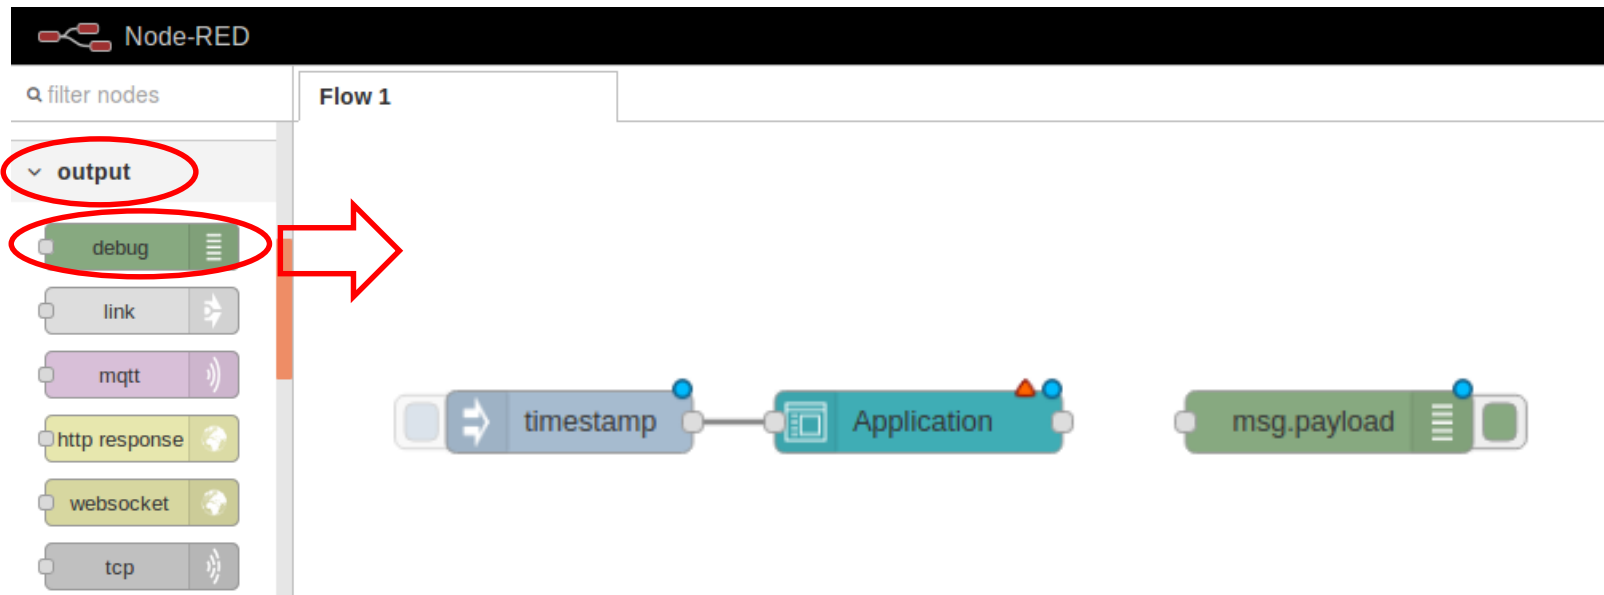 Node-RED
filter nodes
Flow 1
output
debug
link
mqtt
http response
websocket
tcp
timestamp
Application
msg.payload